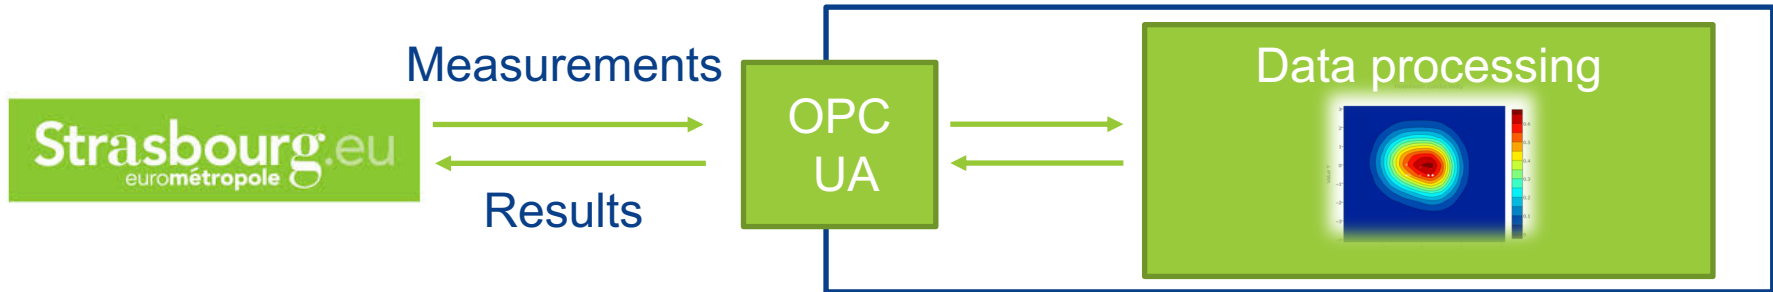 Measurements
Strasbourg.eu
eurométropole
Results
OPC
UA
Data processing